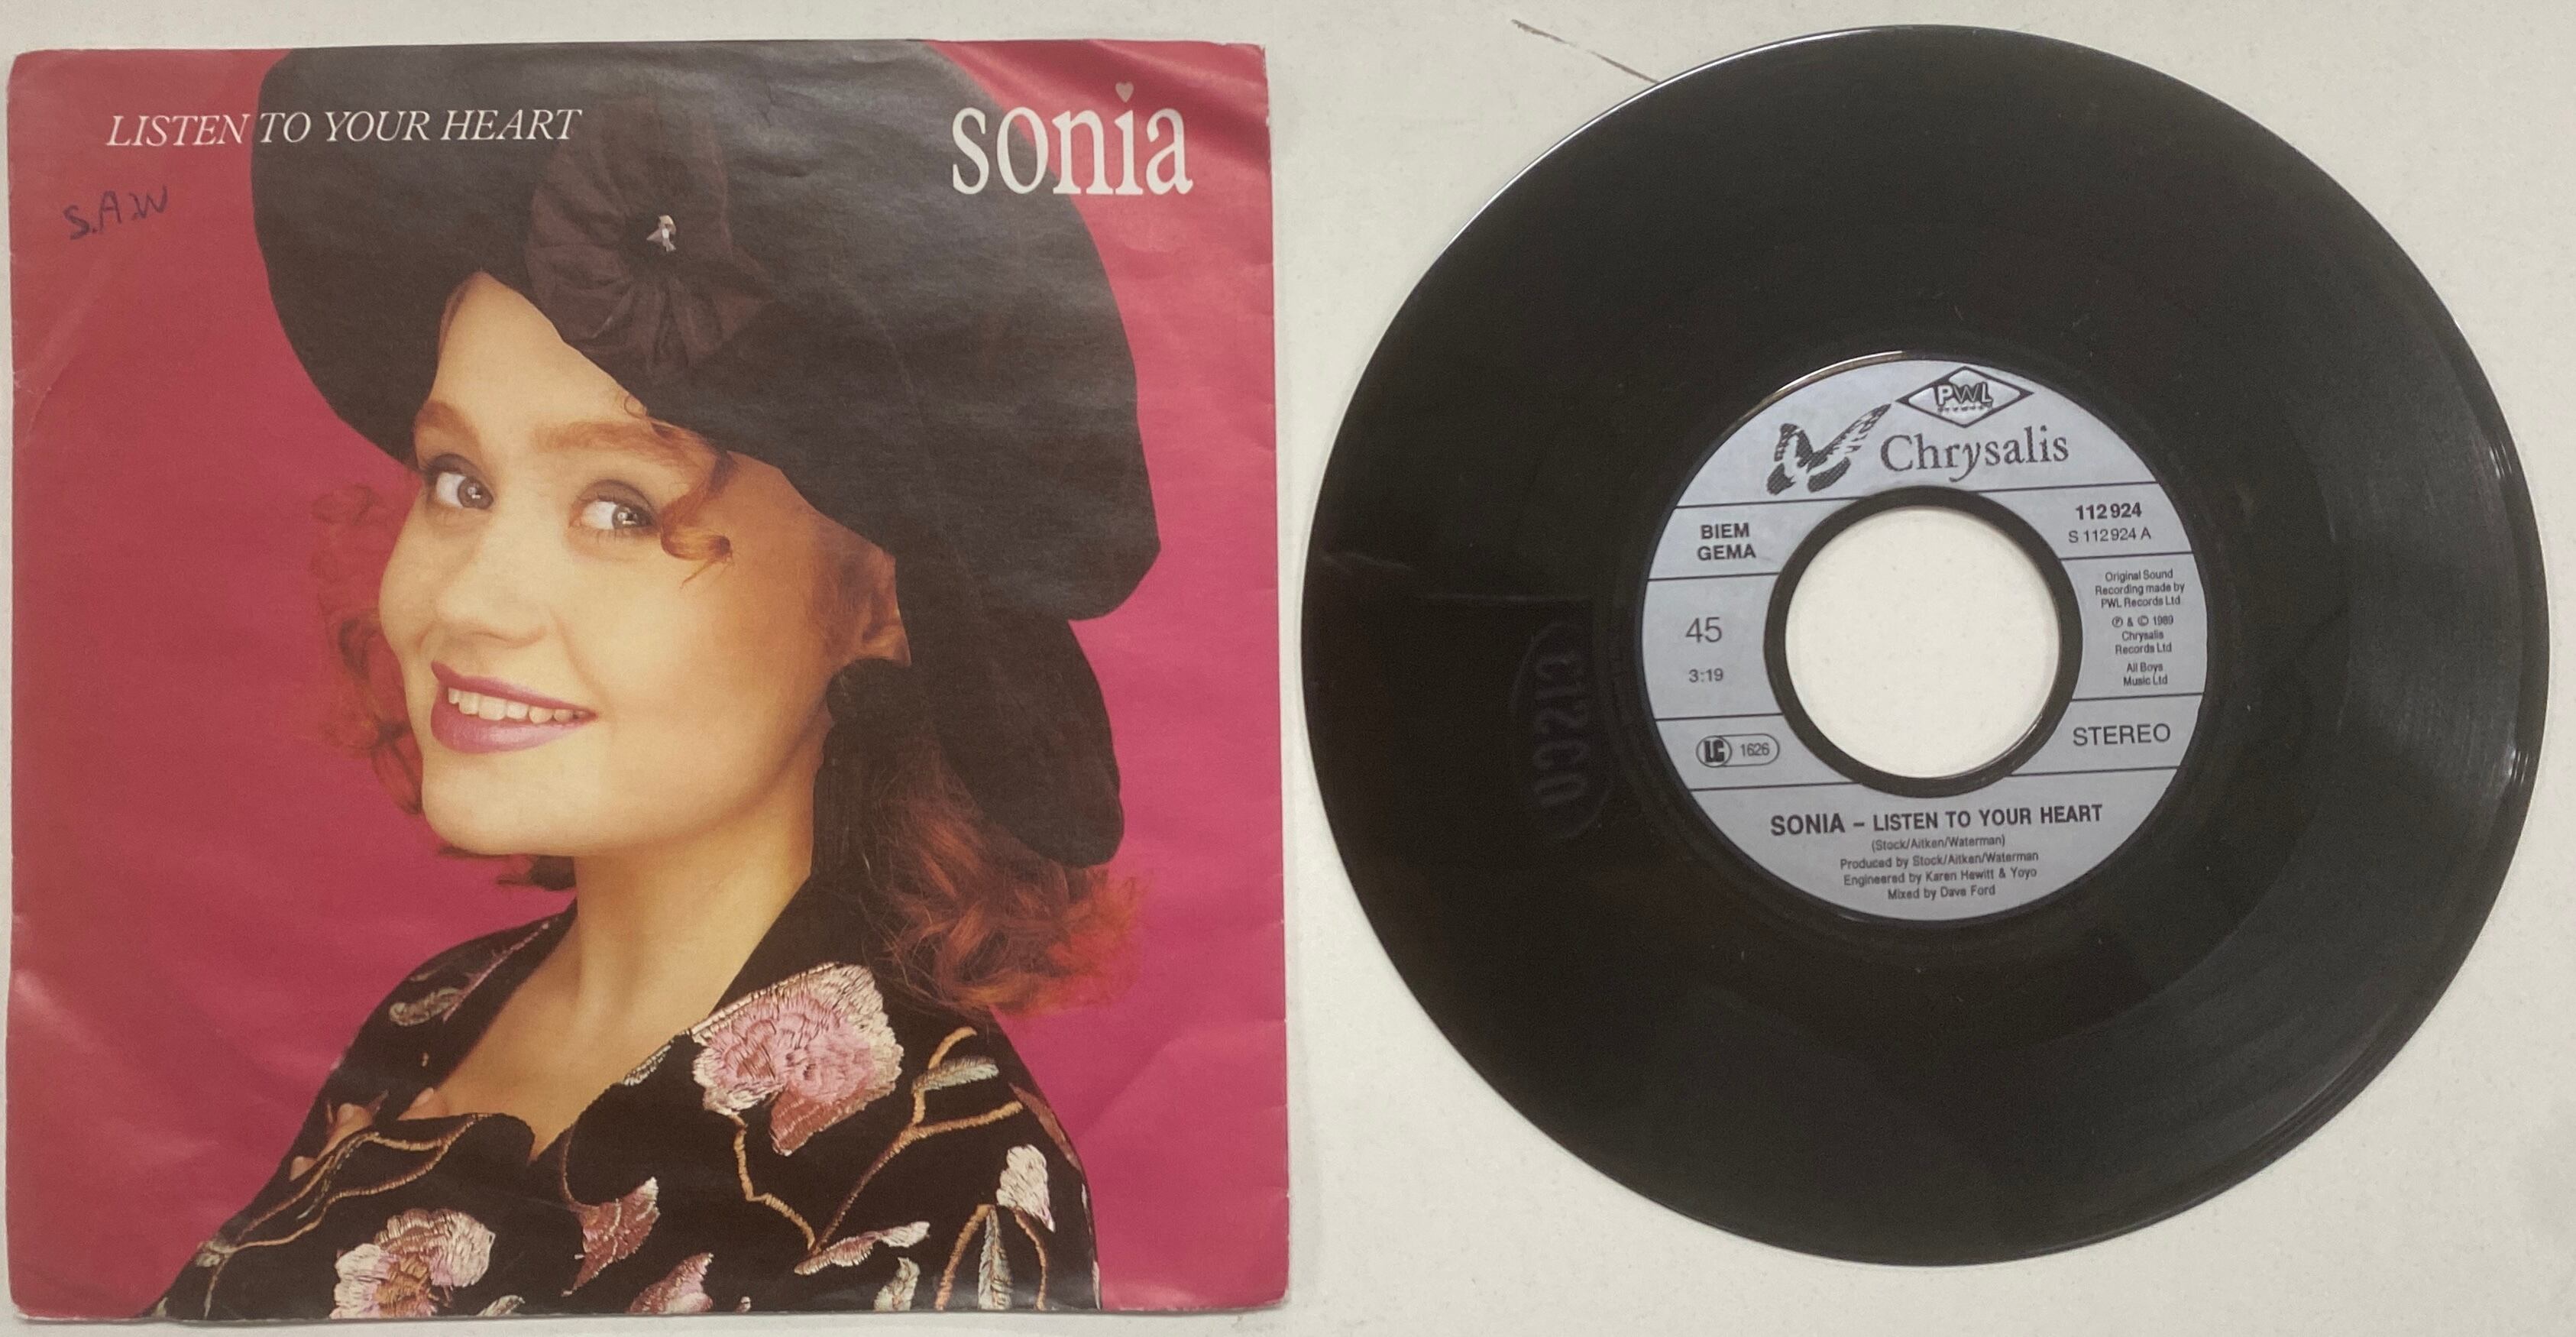 LISTEN TO YOUR HEART
sonia
S.A.W
PWL
Chrysalis
BIEM
GEMA
112 924
S 112 924 A
45
3:19
Original Sound
Recording made by
PWL Records Ltd
℗ & © 1989
Chrysalis
Records Ltd
All Boys
Music Ltd
LC 1626
STEREO
SONIA – LISTEN TO YOUR HEART
(Stock/Aitken/Waterman)
Produced by Stock/Aitken/Waterman
Engineered by Karen Hewitt & Yoyo
Mixed by Dave Ford